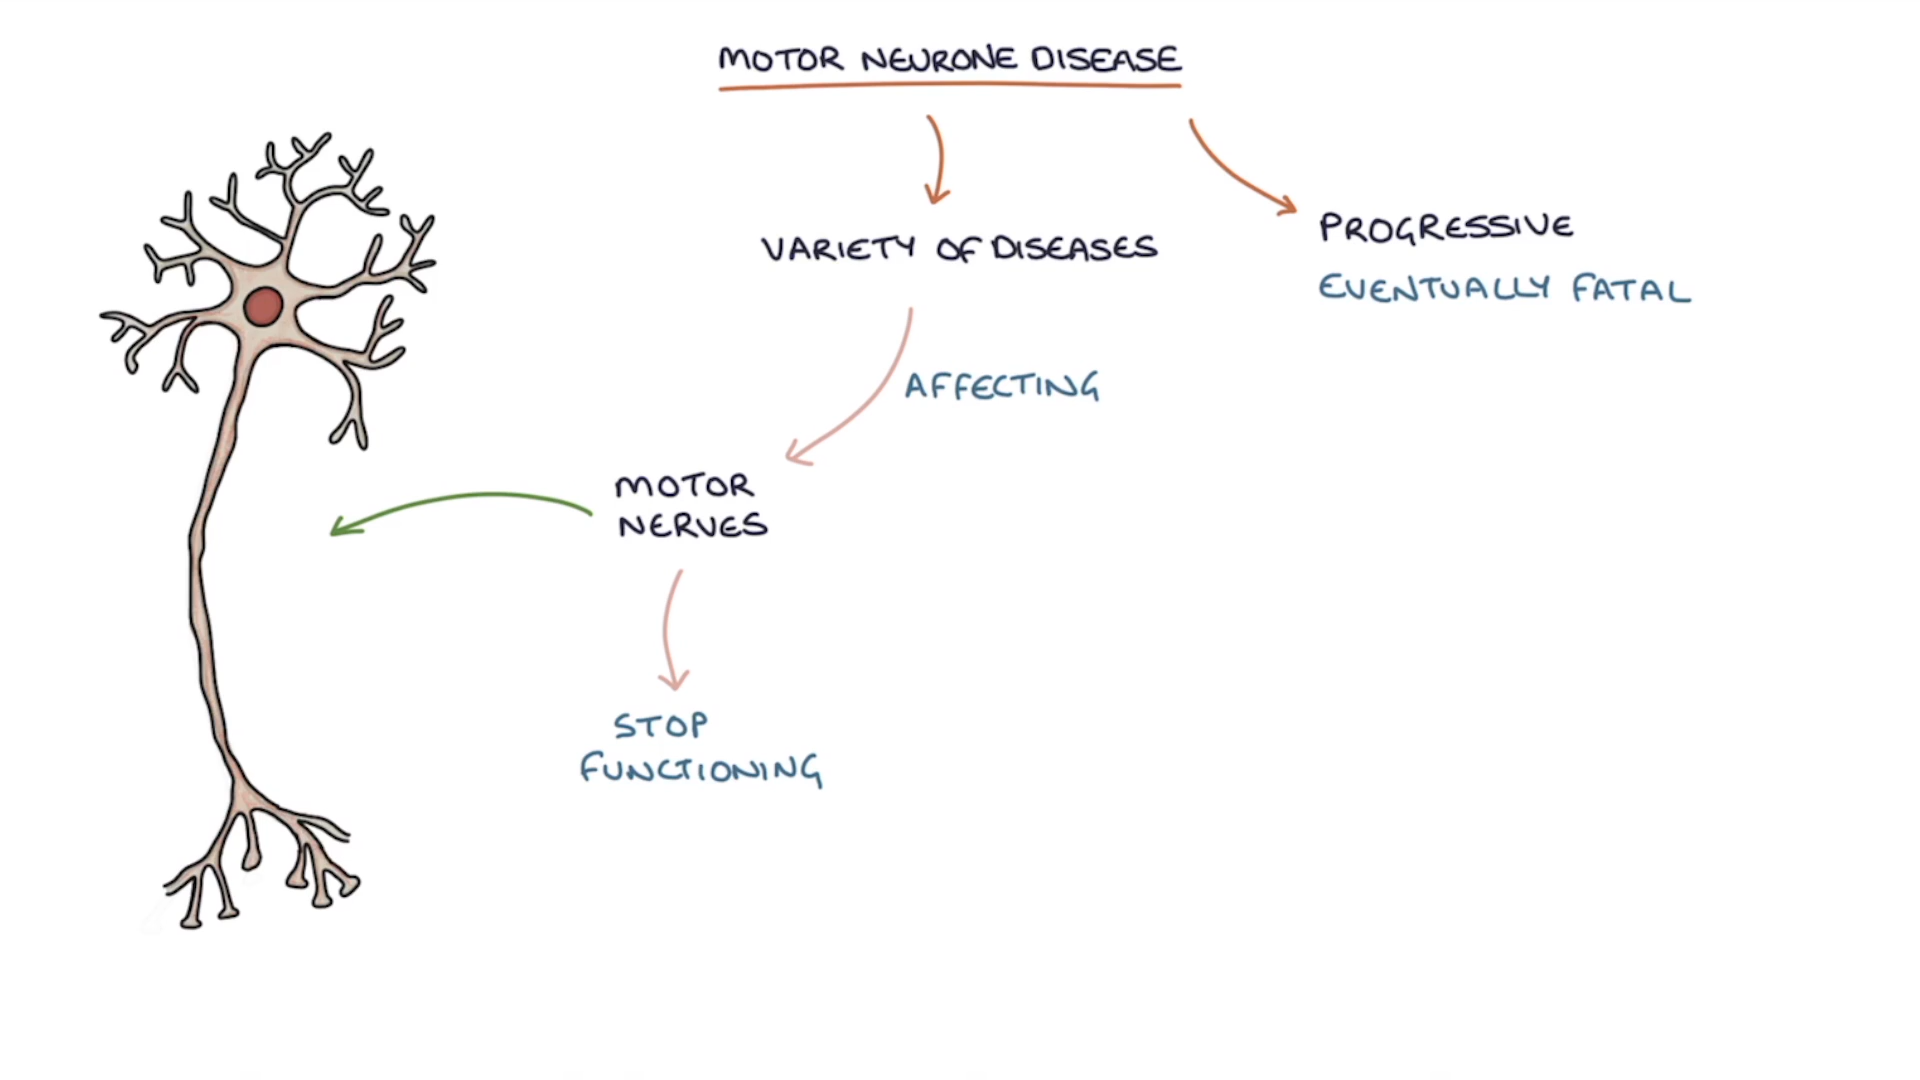 MOTOR NEURONE DISEASE
VARIETY OF DISEASES
PROGRESSIVE
EVENTUALLY FATAL
AFFECTING
MOTOR
NERVES
STOP
FUNCTIONING